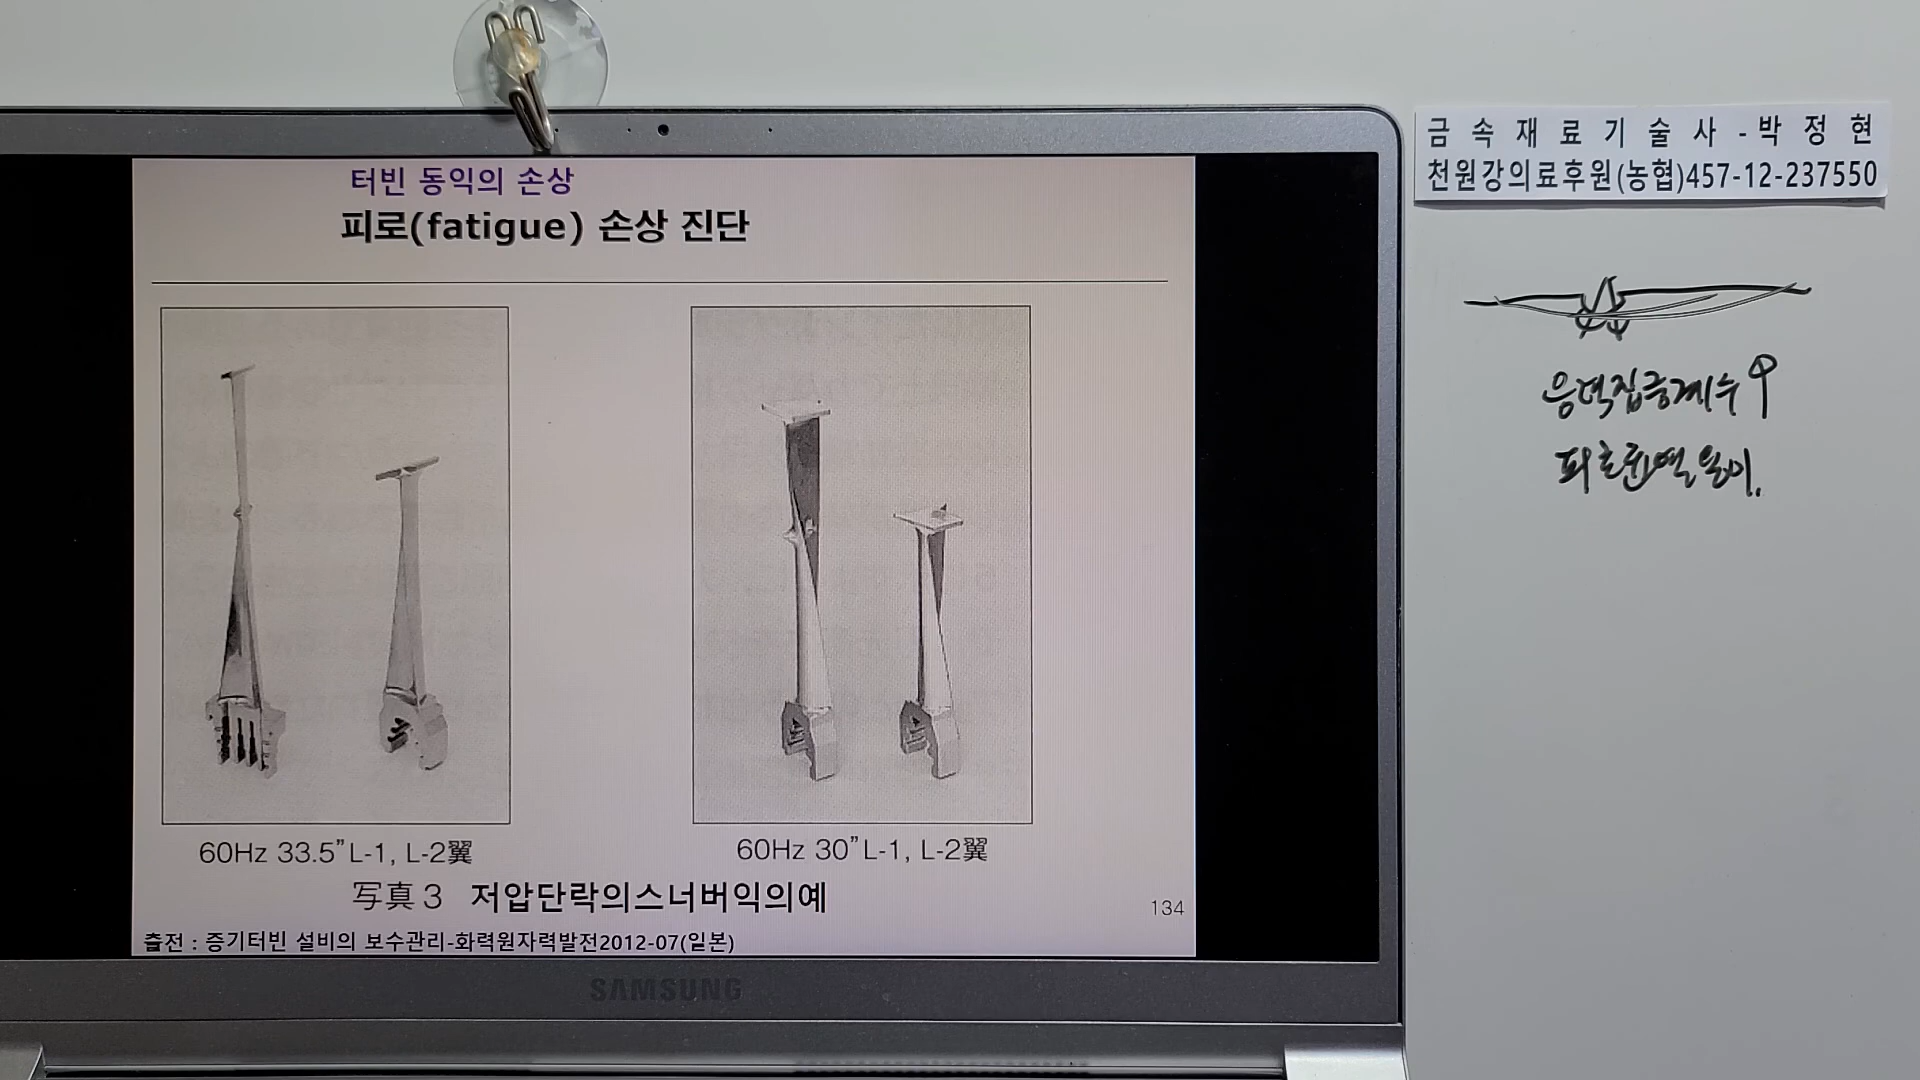 터빈 동익의 손상
피로(fatigue) 손상 진단
60Hz 33.5”L-1, L-2翼
60Hz 30”L-1, L-2翼
写真3 저압단락의스너버익의예
134
출전 : 증기터빈 설비의 보수관리-화력원자력발전2012-07(일본)
SAMSUNG
금속재료기술사-박정현
천원강의료후원(농협)457-12-237550
응력집중계수
피로균열